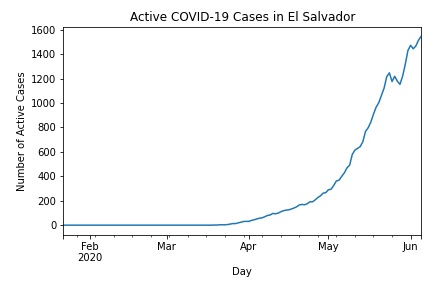 Active COVID-19 Cases in El Salvador
Number of Active Cases
1600
1400
1200
1000
800
600
400
200
0
Feb
2020
Mar
Apr
May
Jun
Day